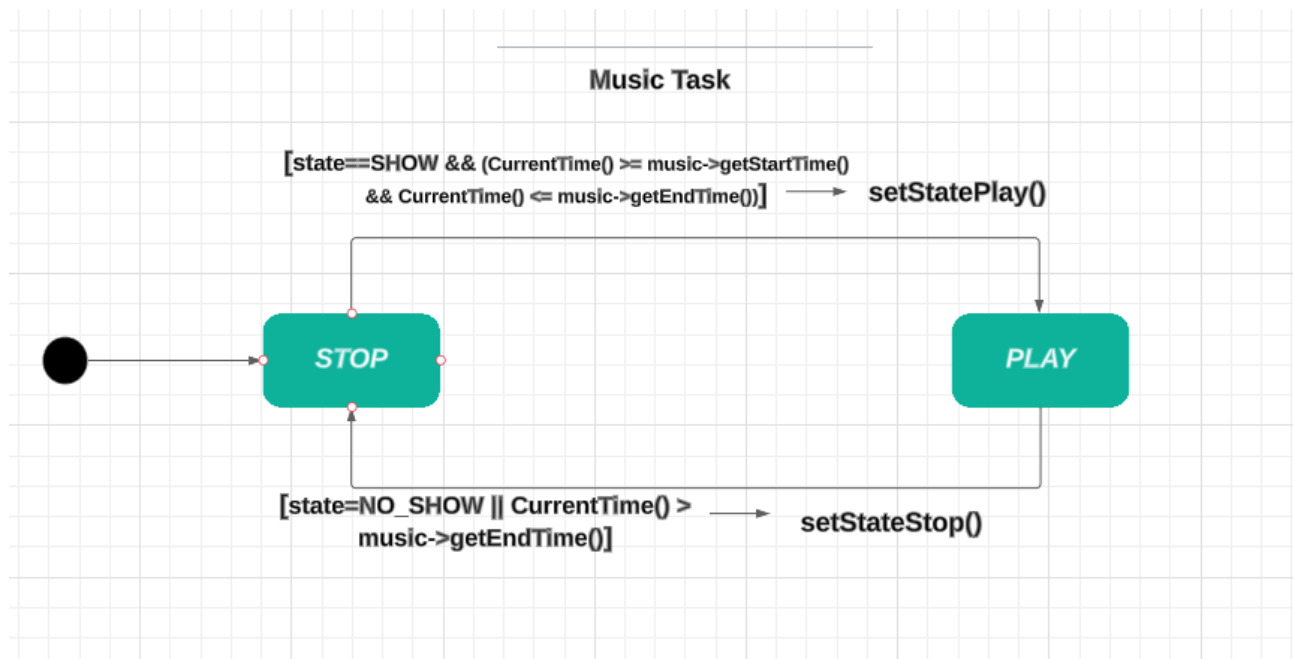 Music Task
[state==SHOW && (CurrentTime() >= music->getStartTime()
&& CurrentTime() <= music->getEndTime())]
setStatePlay()
STOP
PLAY
[state=NO_SHOW || CurrentTime() >
music->getEndTime()]
setStateStop()